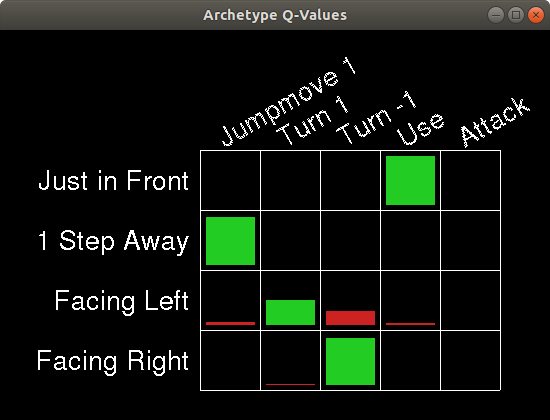 Archetype Q-Values
Jumpmove 1
Turn 1
Turn -1
Use
Attack
Just in Front
1 Step Away
Facing Left
Facing Right